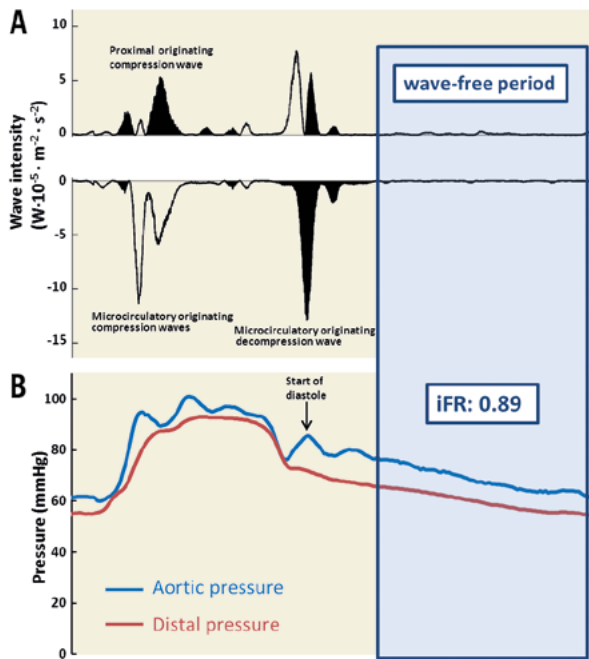 A
10
5
0
0
-5
-10
-15
Wave intensity
(W·10⁻⁵ · m⁻² · s⁻²)
Proximal originating
compression wave
wave-free period
Microcirculatory originating
compression waves
Microcirculatory originating
decompression wave
B
100
80
60
40
20
0
Pressure (mmHg)
Start of
diastole
iFR: 0.89
Aortic pressure
Distal pressure